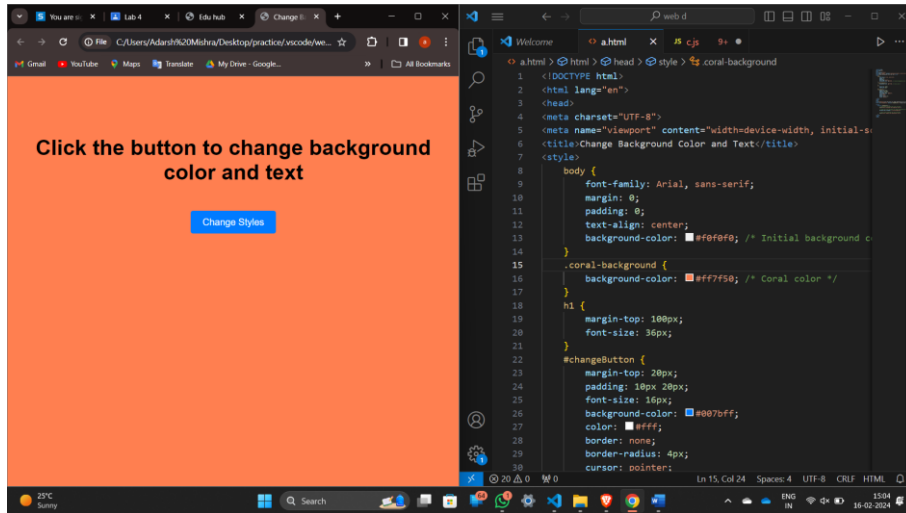 You are si
Lab 4
Edu hub
Change B
File C:/Users/Adarsh%20Mishra/Desktop/practice/.vscode/we...
Gmail YouTube Maps Translate My Drive - Google... » All Bookmarks
Click the button to change background
color and text
Change Styles
web d
Welcome a.html JS c.js 9+
a.html > html > head > style > .coral-background
1 <!DOCTYPE html>
2 <html lang="en">
3 <head>
4 <meta charset="UTF-8">
5 <meta name="viewport" content="width=device-width, initial-s
6 <title>Change Background Color and Text</title>
7 <style>
8 body {
9 font-family: Arial, sans-serif;
10 margin: 0;
11 padding: 0;
12 text-align: center;
13 background-color: #f0f0f0; /* Initial background c
14 }
15 .coral-background {
16 background-color: #ff7f50; /* Coral color */
17 }
18 h1 {
19 margin-top: 100px;
20 font-size: 36px;
21 }
22 #changeButton {
23 margin-top: 20px;
24 padding: 10px 20px;
25 font-size: 16px;
26 background-color: #007bff;
27 color: #fff;
28 border: none;
29 border-radius: 4px;
30 cursor: pointer;
20 0 0 Ln 15, Col 24 Spaces: 4 UTF-8 CRLF HTML
25°C
Sunny
Search
ENG
IN
15:04
16-02-2024